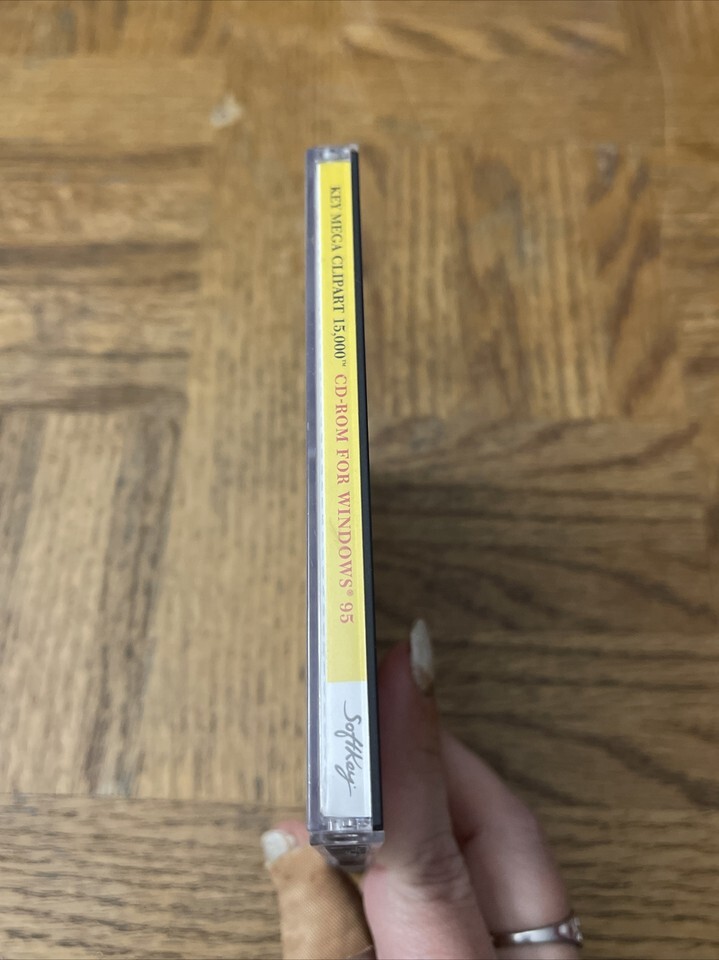 KEY MEGA CLIPART 15,000™ CD-ROM FOR WINDOWS® 95
SoftKey